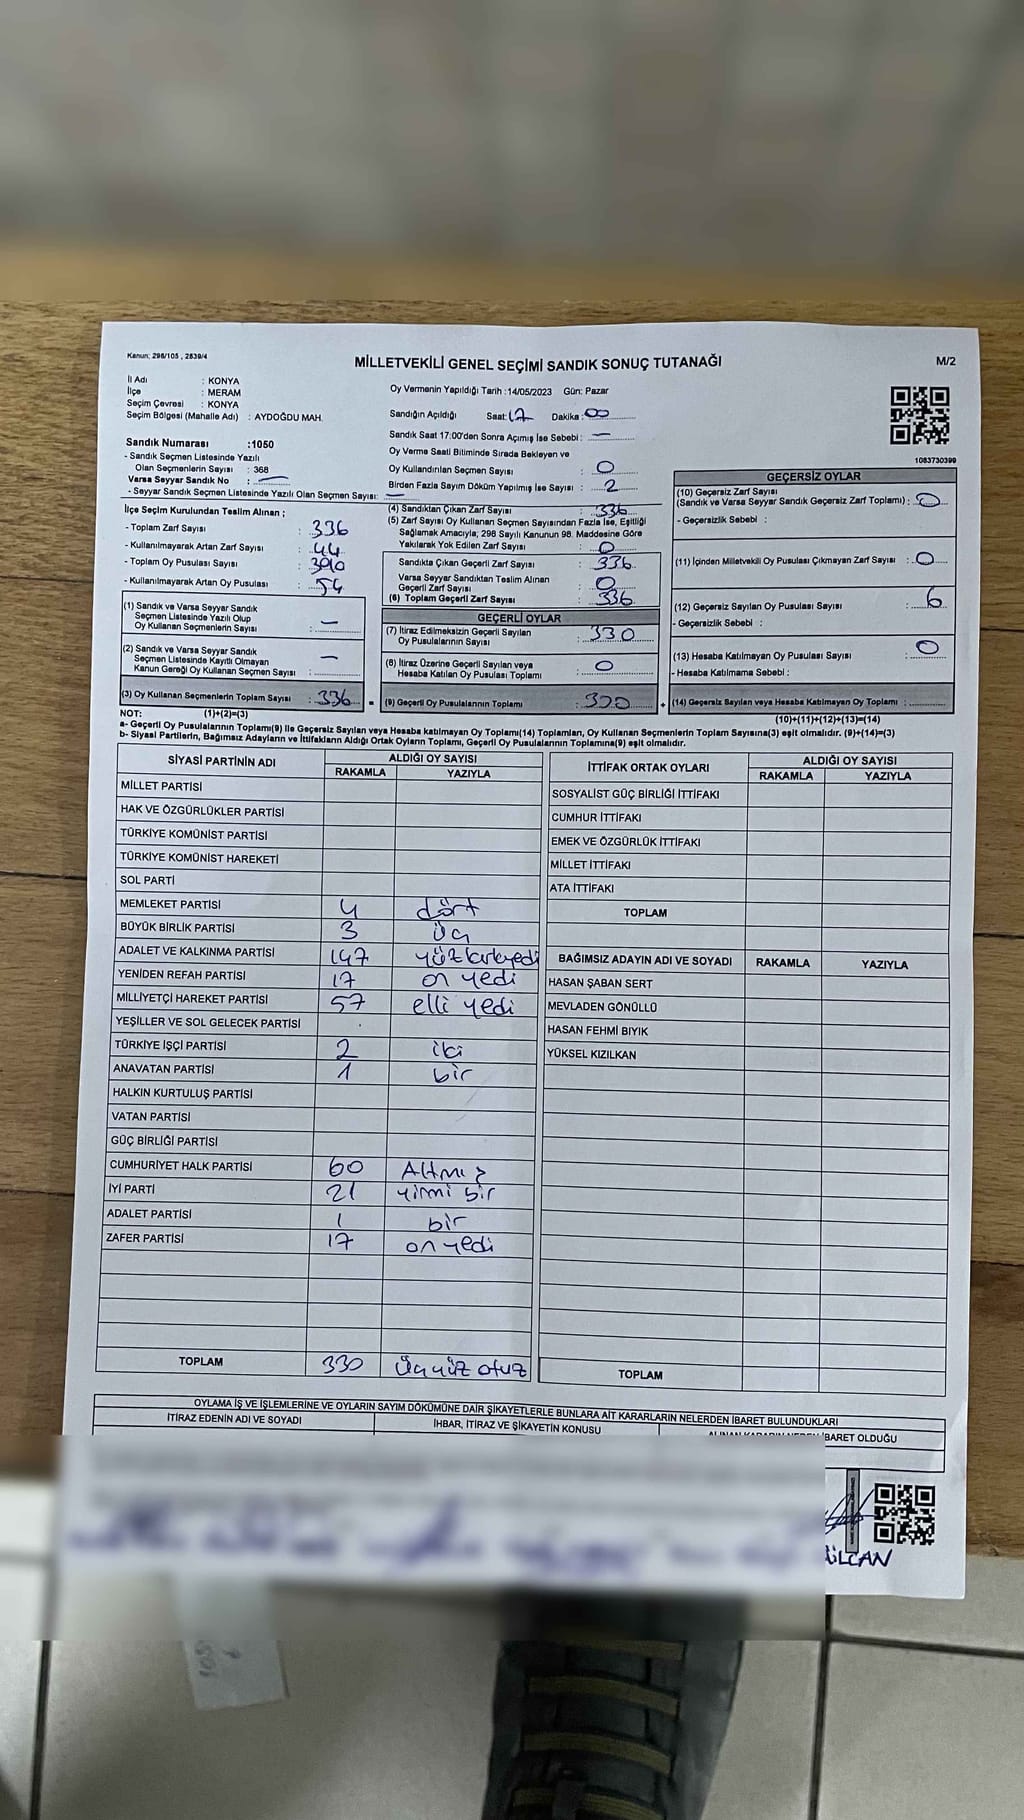 Kanun: 298/105 , 2839/4
MİLLETVEKİLİ GENEL SEÇİMİ SANDIK SONUÇ TUTANAĞI
M/2
İl Adı : KONYA
İlçe : MERAM
Seçim Çevresi : KONYA
Seçim Bölgesi (Mahalle Adı) : AYDOĞDU MAH.
Sandık Numarası :1050
- Sandık Seçmen Listesinde Yazılı
Olan Seçmenlerin Sayısı : 368
Varsa Seyyar Sandık No : —
- Seyyar Sandık Seçmen Listesinde Yazılı Olan Seçmen Sayısı: —
İlçe Seçim Kurulundan Teslim Alınan ;
- Toplam Zarf Sayısı : 336
- Kullanılmayarak Artan Zarf Sayısı : 44
- Toplam Oy Pusulası Sayısı : 390
- Kullanılmayarak Artan Oy Pusulası : 54
(1) Sandık ve Varsa Seyyar Sandık
Seçmen Listesinde Yazılı Olup
Oy Kullanan Seçmenlerin Sayısı : —
(2) Sandık ve Varsa Seyyar Sandık
Seçmen Listesinde Kayıtlı Olmayan
Kanun Gereği Oy Kullanan Seçmen Sayısı : —
(3) Oy Kullanan Seçmenlerin Toplam Sayısı : 336
Oy Vermenin Yapıldığı Tarih :14/05/2023 Gün: Pazar
Sandığın Açıldığı Saat: 17 Dakika : 00
Sandık Saat 17:00'den Sonra Açılmış İse Sebebi : —
Oy Verme Saati Bitiminde Sırada Bekleyen ve
Oy Kullandırılan Seçmen Sayısı : 0
Birden Fazla Sayım Döküm Yapılmış İse Sayısı : 2
(4) Sandıktan Çıkan Zarf Sayısı : 336
(5) Zarf Sayısı Oy Kullanan Seçmen Sayısından Fazla İse, Eşitliği
Sağlamak Amacıyla; 298 Sayılı Kanunun 98. Maddesine Göre
Yakılarak Yok Edilen Zarf Sayısı : 0
Sandıkta Çıkan Geçerli Zarf Sayısı : 336
Varsa Seyyar Sandıktan Teslim Alınan
Geçerli Zarf Sayısı : 0
(6) Toplam Geçerli Zarf Sayısı : 336
GEÇERLİ OYLAR
(7) İtiraz Edilmeksizin Geçerli Sayılan
Oy Pusulalarının Sayısı : 330
(8) İtiraz Üzerine Geçerli Sayılan veya
Hesaba Katılan Oy Pusulası Toplamı : 0
= (9) Geçerli Oy Pusulalarının Toplamı : 330 +
1083730399
GEÇERSİZ OYLAR
(10) Geçersiz Zarf Sayısı
(Sandık ve Varsa Seyyar Sandık Geçersiz Zarf Toplamı) : 0
- Geçersizlik Sebebi :
(11) İçinden Milletvekili Oy Pusulası Çıkmayan Zarf Sayısı : 0
(12) Geçersiz Sayılan Oy Pusulası Sayısı : 6
- Geçersizlik Sebebi :
(13) Hesaba Katılmayan Oy Pusulası Sayısı : 0
- Hesaba Katılmama Sebebi :
(14) Geçersiz Sayılan veya Hesaba Katılmayan Oy Toplamı :
NOT: (1)+(2)=(3) (10)+(11)+(12)+(13)=(14)
a- Geçerli Oy Pusulalarının Toplamı(9) ile Geçersiz Sayılan veya Hesaba katılmayan Oy Toplamı(14) Toplamları, Oy Kullanan Seçmenlerin Toplam Sayısına(3) eşit olmalıdır. (9)+(14)=(3)
b- Siyasi Partilerin, Bağımsız Adayların ve İttifakların Aldığı Ortak Oyların Toplamı, Geçerli Oy Pusulalarının Toplamına(9) eşit olmalıdır.
SİYASİ PARTİNİN ADI ALDIĞI OY SAYISI
RAKAMLA YAZIYLA
MİLLET PARTİSİ
HAK VE ÖZGÜRLÜKLER PARTİSİ
TÜRKİYE KOMÜNİST PARTİSİ
TÜRKİYE KOMÜNİST HAREKETİ
SOL PARTİ
MEMLEKET PARTİSİ 4 dört
BÜYÜK BİRLİK PARTİSİ 3 üç
ADALET VE KALKINMA PARTİSİ 147 yüzkırkyedi
YENİDEN REFAH PARTİSİ 17 on yedi
MİLLİYETÇİ HAREKET PARTİSİ 57 elli yedi
YEŞİLLER VE SOL GELECEK PARTİSİ
TÜRKİYE İŞÇİ PARTİSİ 2 iki
ANAVATAN PARTİSİ 1 bir
HALKIN KURTULUŞ PARTİSİ
VATAN PARTİSİ
GÜÇ BİRLİĞİ PARTİSİ
CUMHURİYET HALK PARTİSİ 60 Altmış
İYİ PARTİ 21 yirmi bir
ADALET PARTİSİ 1 bir
ZAFER PARTİSİ 17 on yedi
TOPLAM 330 üçyüz otuz
İTTİFAK ORTAK OYLARI ALDIĞI OY SAYISI
RAKAMLA YAZIYLA
SOSYALİST GÜÇ BİRLİĞİ İTTİFAKI
CUMHUR İTTİFAKI
EMEK VE ÖZGÜRLÜK İTTİFAKI
MİLLET İTTİFAKI
ATA İTTİFAKI
TOPLAM
BAĞIMSIZ ADAYIN ADI VE SOYADI RAKAMLA YAZIYLA
HASAN ŞABAN SERT
MEVLADEN GÖNÜLLÜ
HASAN FEHMİ BIYIK
YÜKSEL KIZILKAN
TOPLAM
OYLAMA İŞ VE İŞLEMLERİNE VE OYLARIN SAYIM DÖKÜMÜNE DAİR ŞİKAYETLERLE BUNLARA AİT KARARLARIN NELERDEN İBARET BULUNDUKLARI
İTİRAZ EDENİN ADI VE SOYADI İHBAR, İTİRAZ VE ŞİKAYETİN KONUSU İBARET OLDUĞU